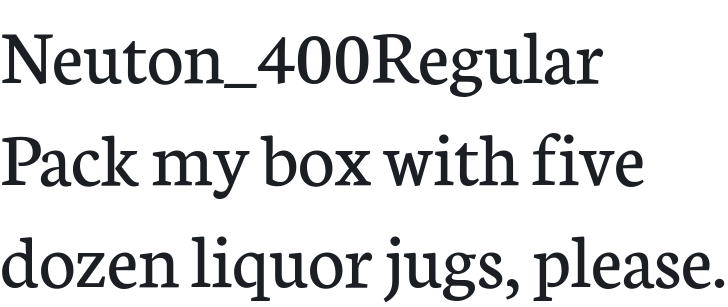 Neuton_400Regular
Pack my box with five
dozen liquor jugs, please.